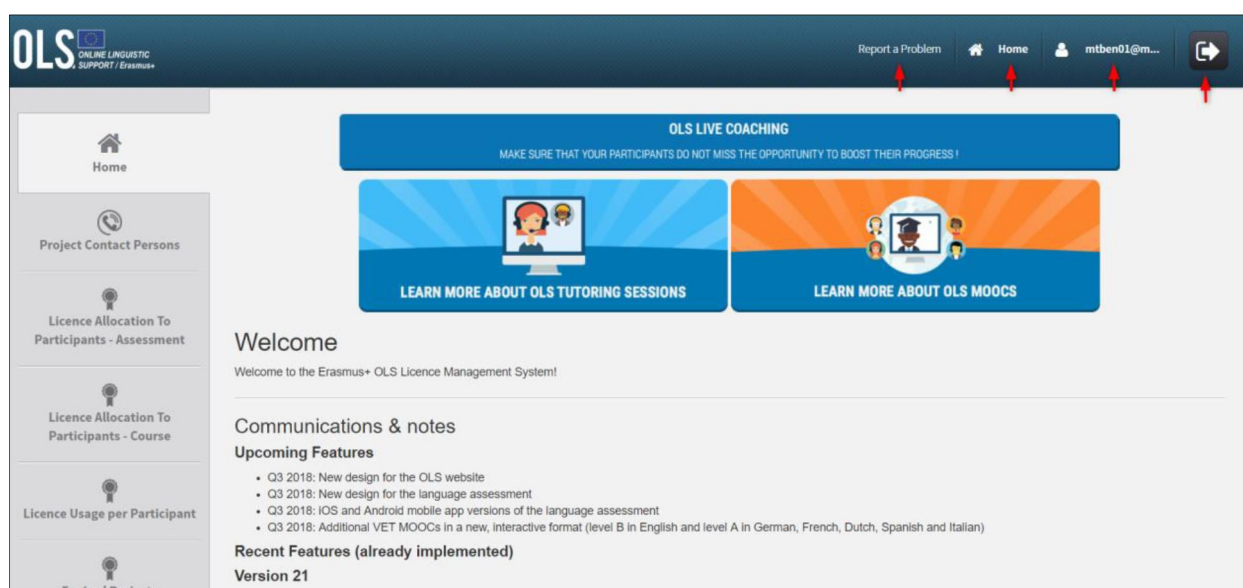 OLS
ONLINE LINGUISTIC
SUPPORT / Erasmus+
Report a Problem
Home
mtben01@m...
Home
Project Contact Persons
Licence Allocation To
Participants - Assessment
Licence Allocation To
Participants - Course
Licence Usage per Participant
OLS LIVE COACHING
MAKE SURE THAT YOUR PARTICIPANTS DO NOT MISS THE OPPORTUNITY TO BOOST THEIR PROGRESS !
LEARN MORE ABOUT OLS TUTORING SESSIONS
LEARN MORE ABOUT OLS MOOCS
Welcome
Welcome to the Erasmus+ OLS Licence Management System!
Communications & notes
Upcoming Features
• Q3 2018: New design for the OLS website
• Q3 2018: New design for the language assessment
• Q3 2018: iOS and Android mobile app versions of the language assessment
• Q3 2018: Additional VET MOOCs in a new, interactive format (level B in English and level A in German, French, Dutch, Spanish and Italian)
Recent Features (already implemented)
Version 21